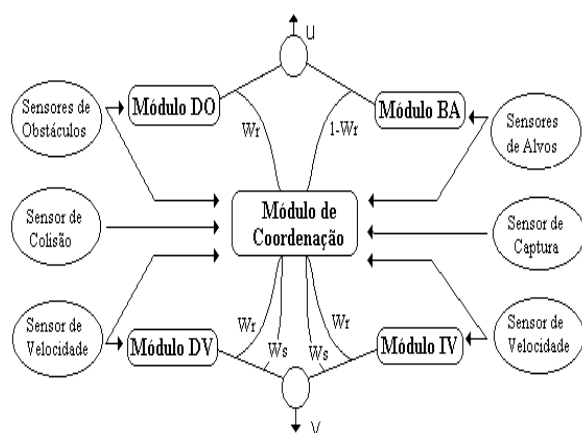 u
Sensores de
Obstáculos
Módulo DO
Módulo BA
Sensores
de Alvos
Wr
1-Wr
Sensor de
Colisão
Módulo de
Coordenação
Sensor de
Captura
Sensor de
Velocidade
Módulo DV
Wr
Ws
Ws
Wr
Módulo IV
Sensor de
Velocidade
v